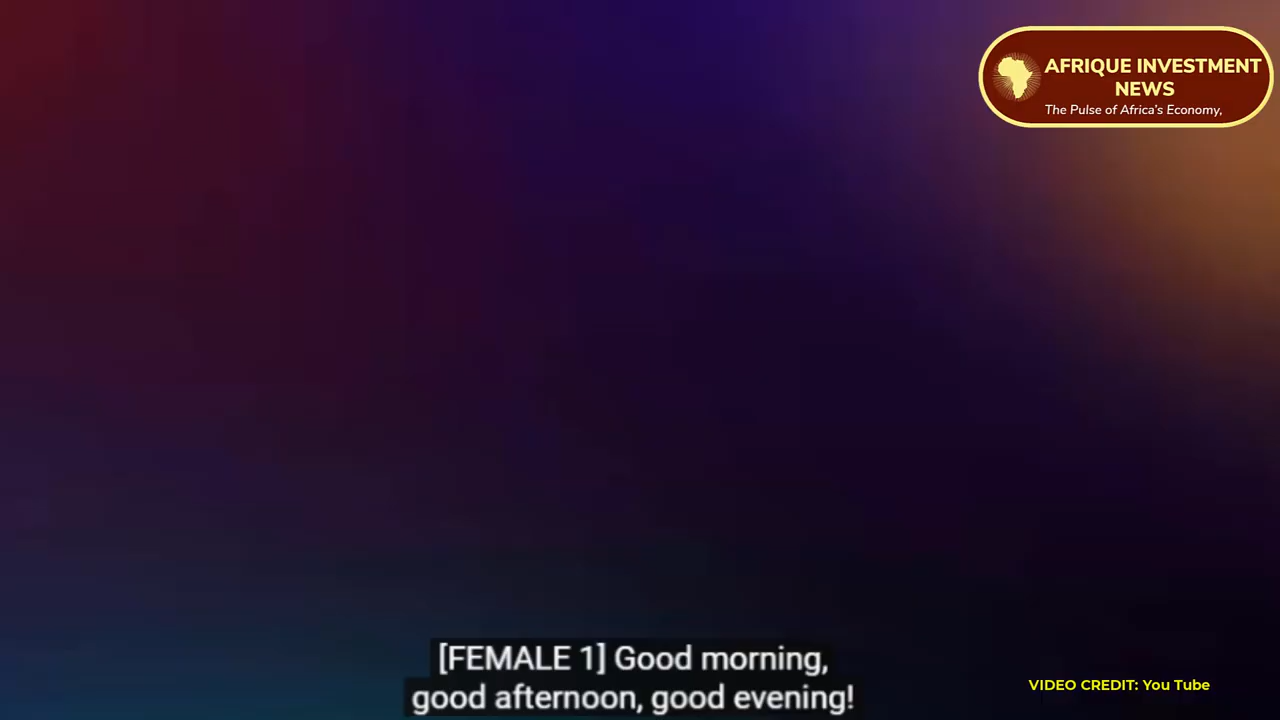 AFRIQUE INVESTMENT
NEWS
The Pulse of Africa's Economy,
[FEMALE 1] Good morning,
good afternoon, good evening!
VIDEO CREDIT: You Tube